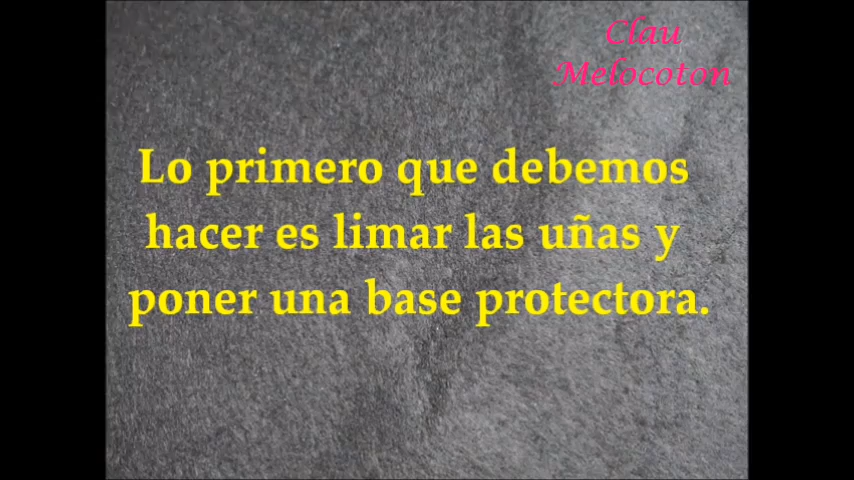 Clau
Melocoton
Lo primero que debemos
hacer es limar las uñas y
poner una base protectora.